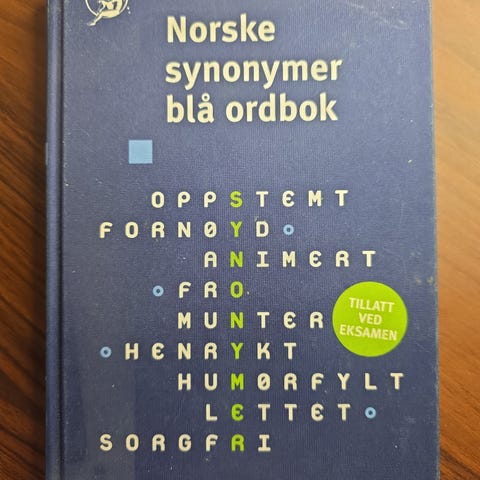 Norske
synonymer
blå ordbok
OPPSTEMT
FORNØYD
ANIMERT
FRO
MUNTER
HENRYKT
HUMØRFYLT
LETTET
SORGFRI
TILLATT
VED
EKSAMEN